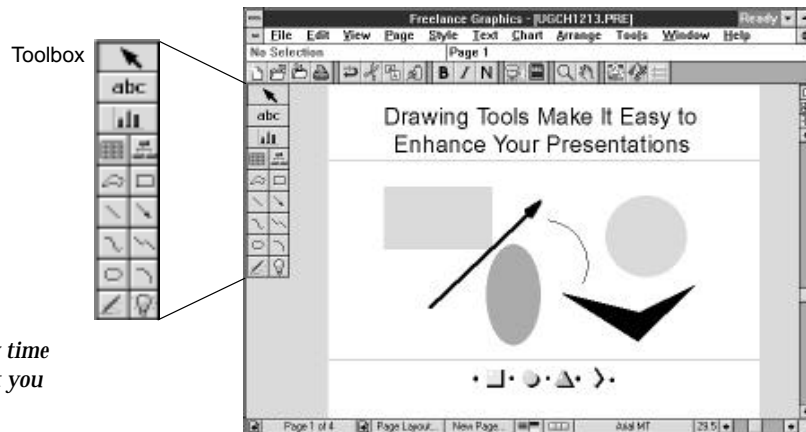 Toolbox
abc
Freelance Graphics - [UGCH1213.PRE]
Ready
File Edit View Page Style Text Chart Arrange Tools Window Help
No Selection
Page 1
B I N
abc
Drawing Tools Make It Easy to
Enhance Your Presentations
time
you
Page 1 of 4 Page Layout... New Page... Arial MT 29.5